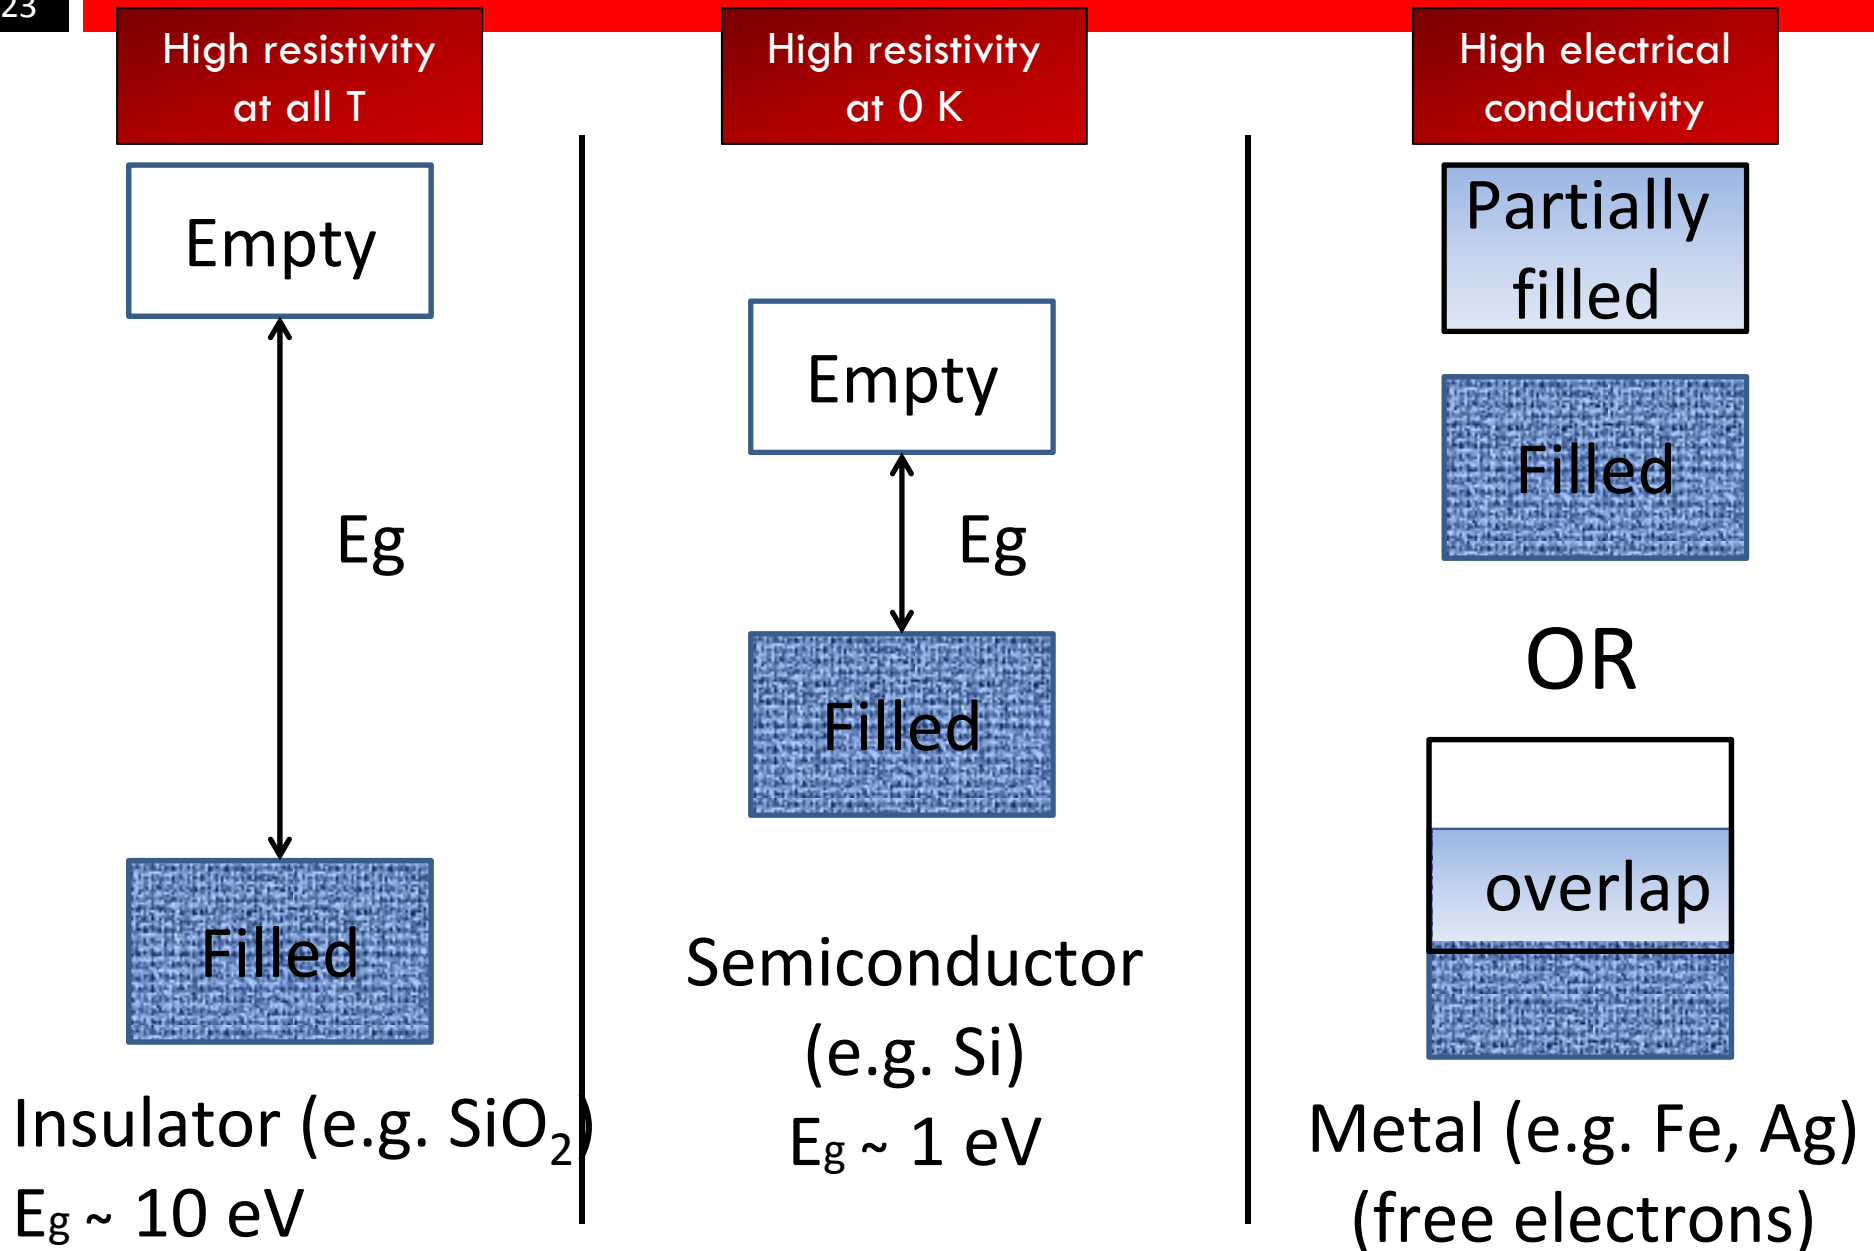 23
High resistivity
at all T
Empty
Eg
Filled
Insulator (e.g. SiO₂)
Eg ~ 10 eV
High resistivity
at 0 K
Empty
Eg
Filled
Semiconductor
(e.g. Si)
Eg ~ 1 eV
High electrical
conductivity
Partially
filled
Filled
OR
overlap
Metal (e.g. Fe, Ag)
(free electrons)